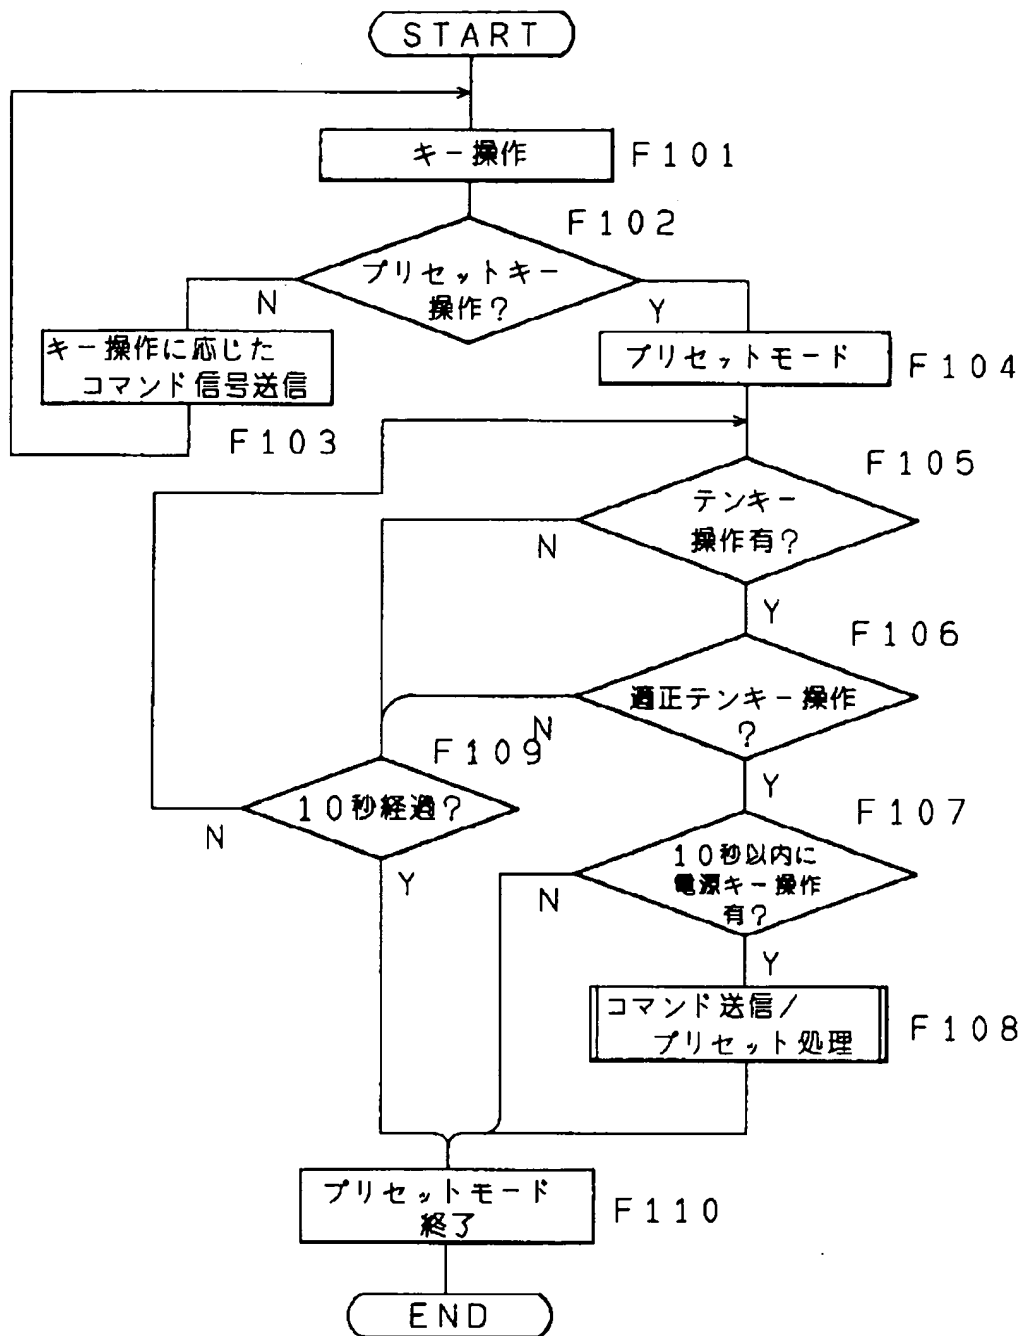 START
キー操作
F101
F102
プリセットキー
操作?
N
Y
キー操作に応じた
コマンド信号送信
F103
プリセットモード
F104
F105
テンキー
操作有?
N
Y
F106
適正テンキー操作
?
N
Y
F109
10秒経過?
N
Y
F107
10秒以内に
電源キー操作
有?
N
Y
コマンド送信/
プリセット処理
F108
プリセットモード
終了
F110
END